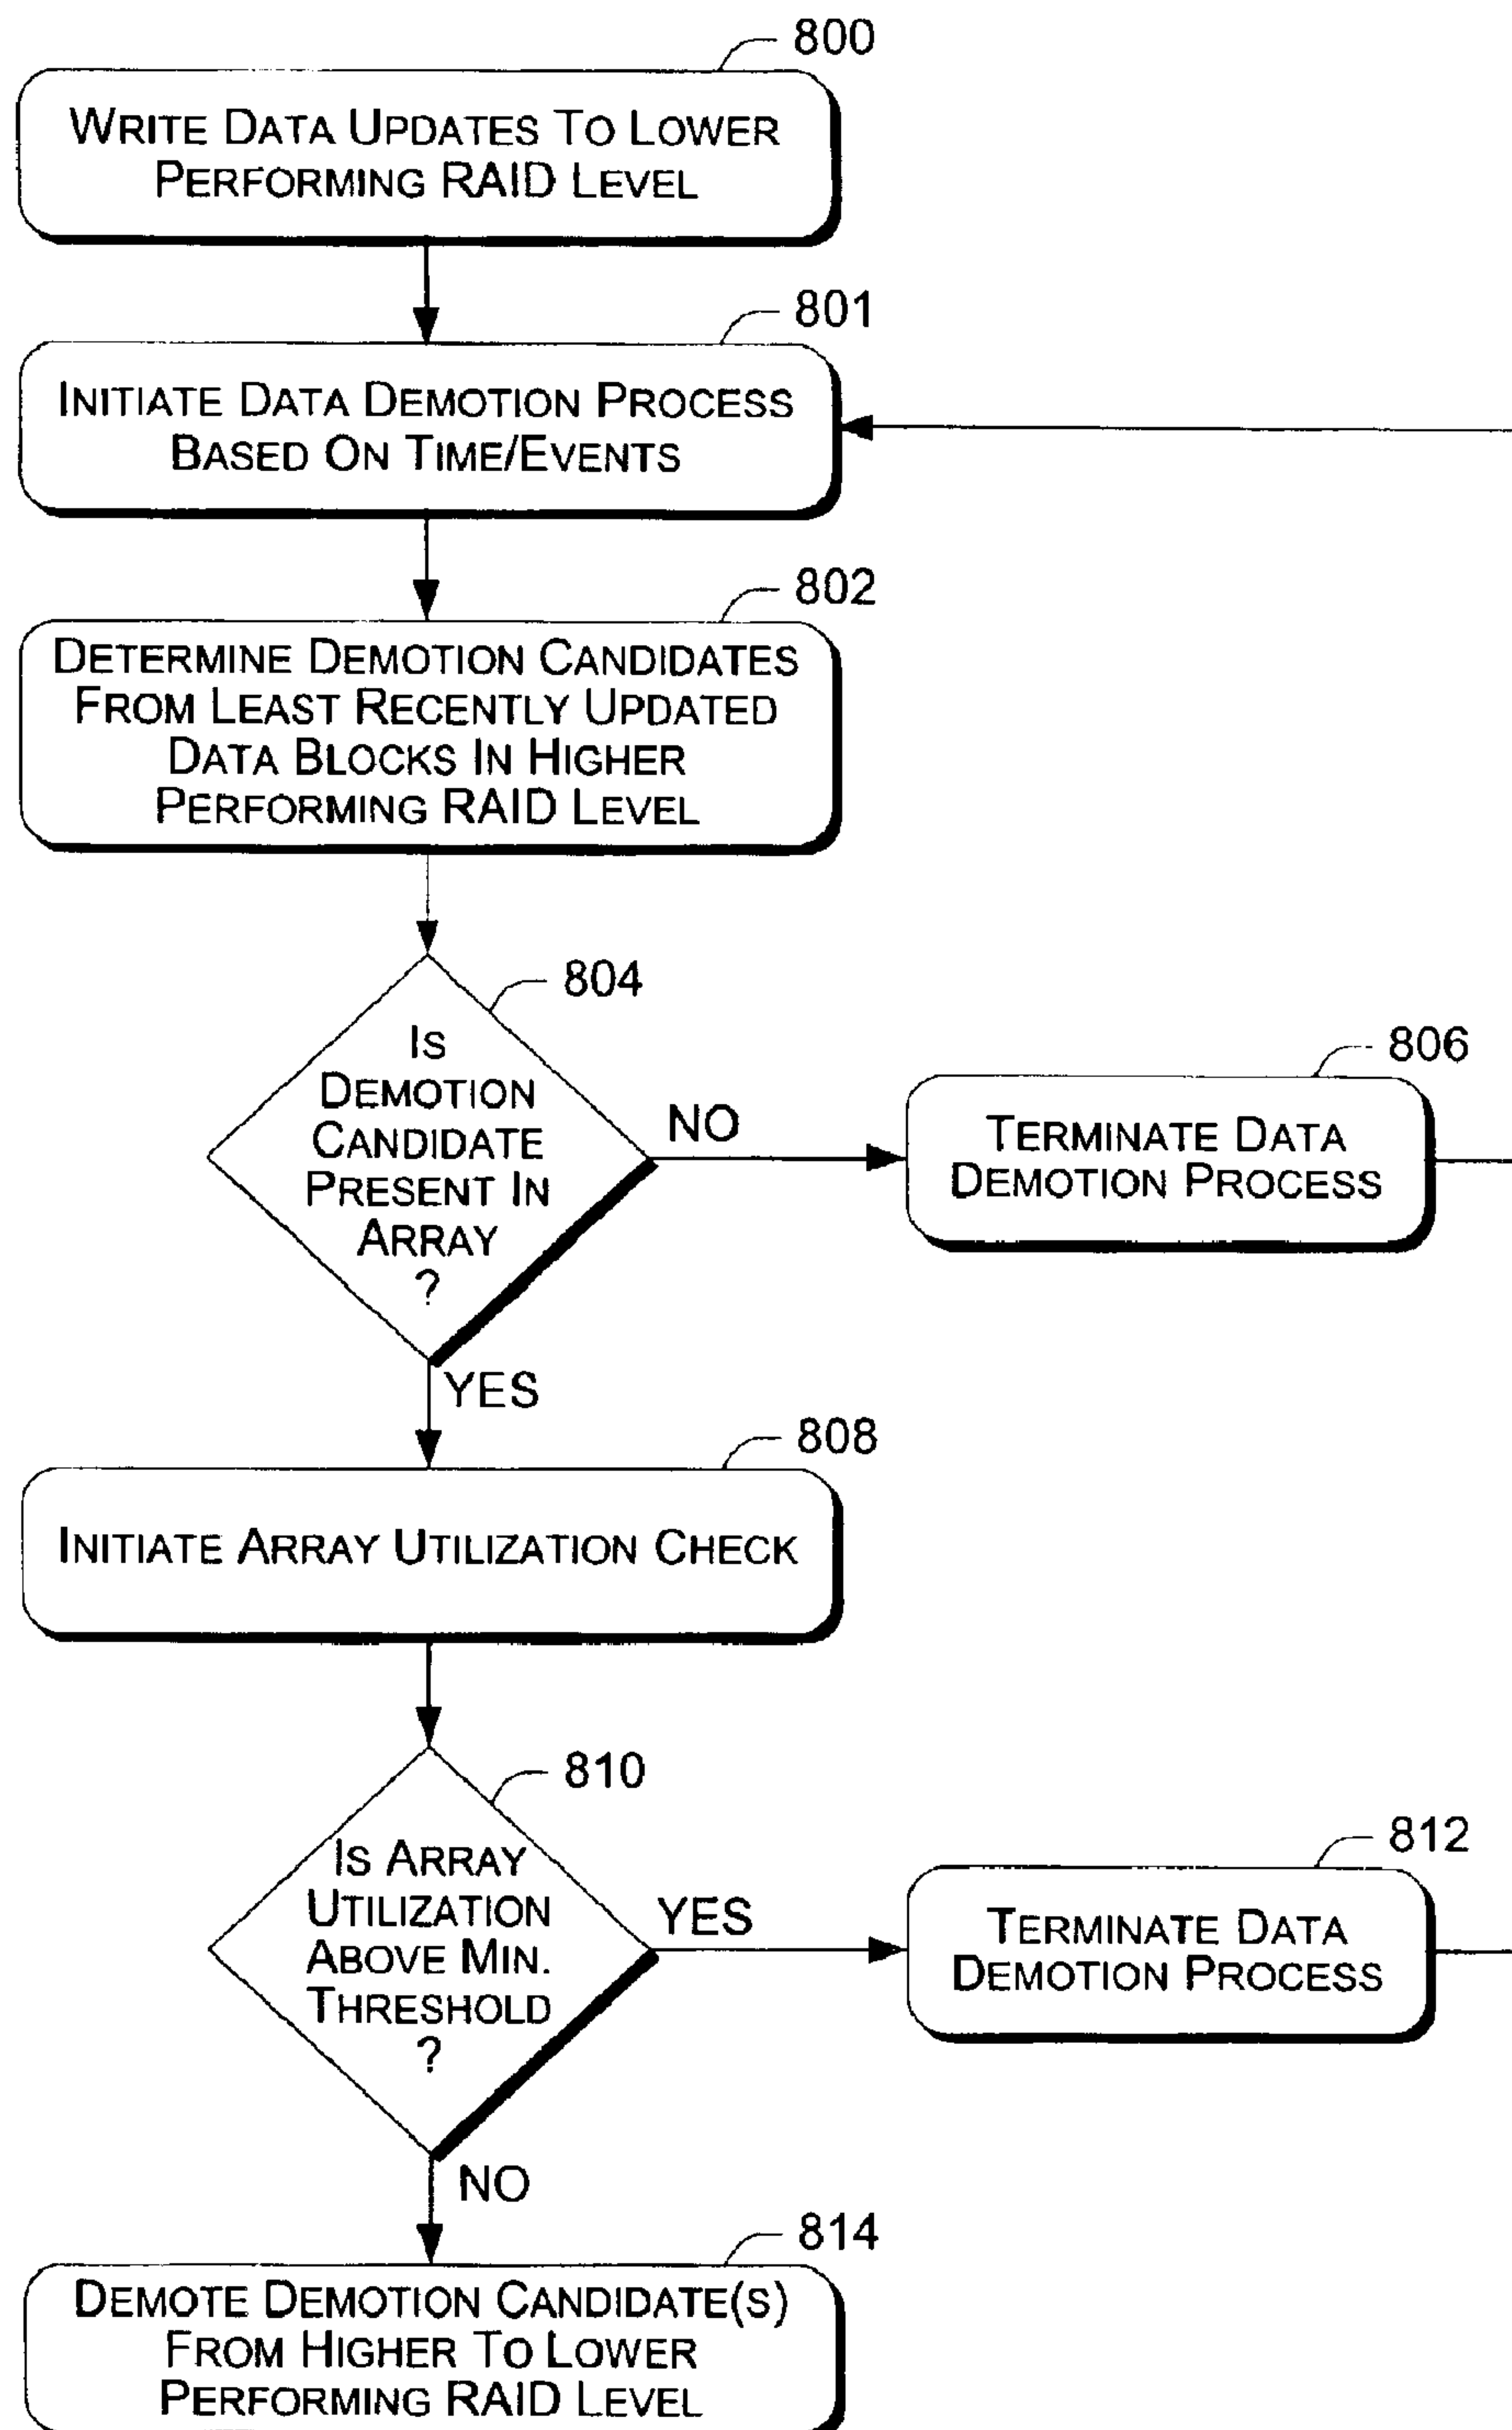 800
WRITE DATA UPDATES TO LOWER
PERFORMING RAID LEVEL
801
INITIATE DATA DEMOTION PROCESS
BASED ON TIME/EVENTS
802
DETERMINE DEMOTION CANDIDATES
FROM LEAST RECENTLY UPDATED
DATA BLOCKS IN HIGHER
PERFORMING RAID LEVEL
804
IS
DEMOTION
CANDIDATE
PRESENT IN
ARRAY
?
NO
806
TERMINATE DATA
DEMOTION PROCESS
YES
808
INITIATE ARRAY UTILIZATION CHECK
810
IS ARRAY
UTILIZATION
ABOVE MIN.
THRESHOLD
?
YES
812
TERMINATE DATA
DEMOTION PROCESS
NO
814
DEMOTE DEMOTION CANDIDATE(S)
FROM HIGHER TO LOWER
PERFORMING RAID LEVEL